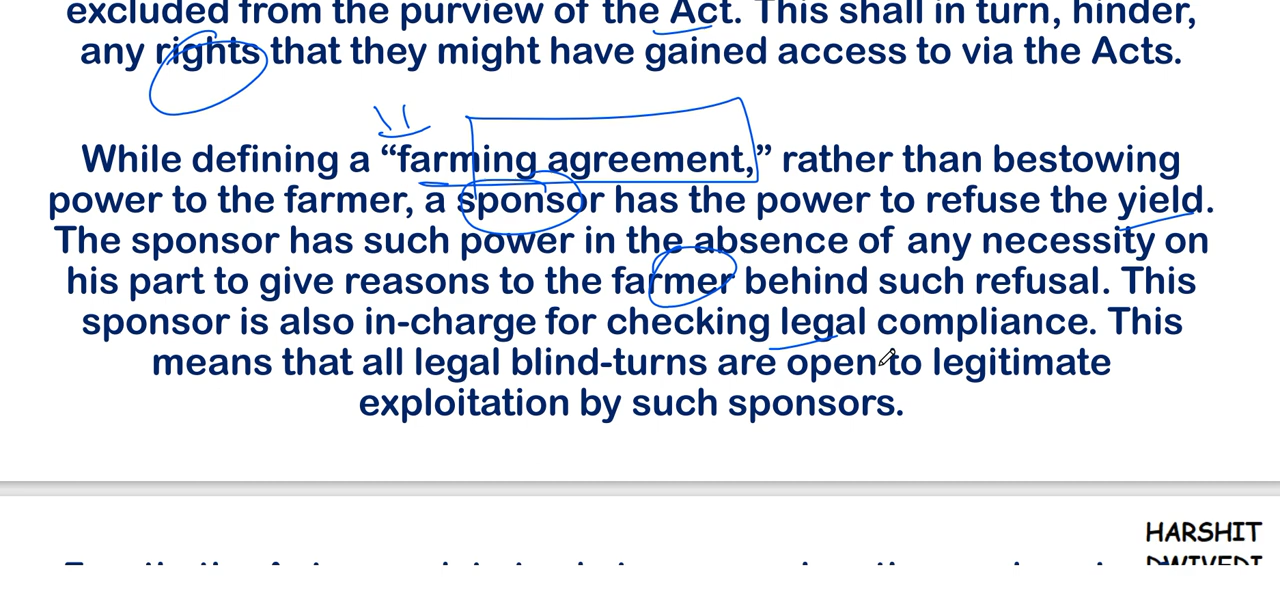 excluded from the purview of the Act. This shall in turn, hinder,
any rights that they might have gained access to via the Acts.
While defining a “farming agreement,” rather than bestowing
power to the farmer, a sponsor has the power to refuse the yield.
The sponsor has such power in the absence of any necessity on
his part to give reasons to the farmer behind such refusal. This
sponsor is also in-charge for checking legal compliance. This
means that all legal blind-turns are open to legitimate
exploitation by such sponsors.
HARSHIT
DWIVEDI